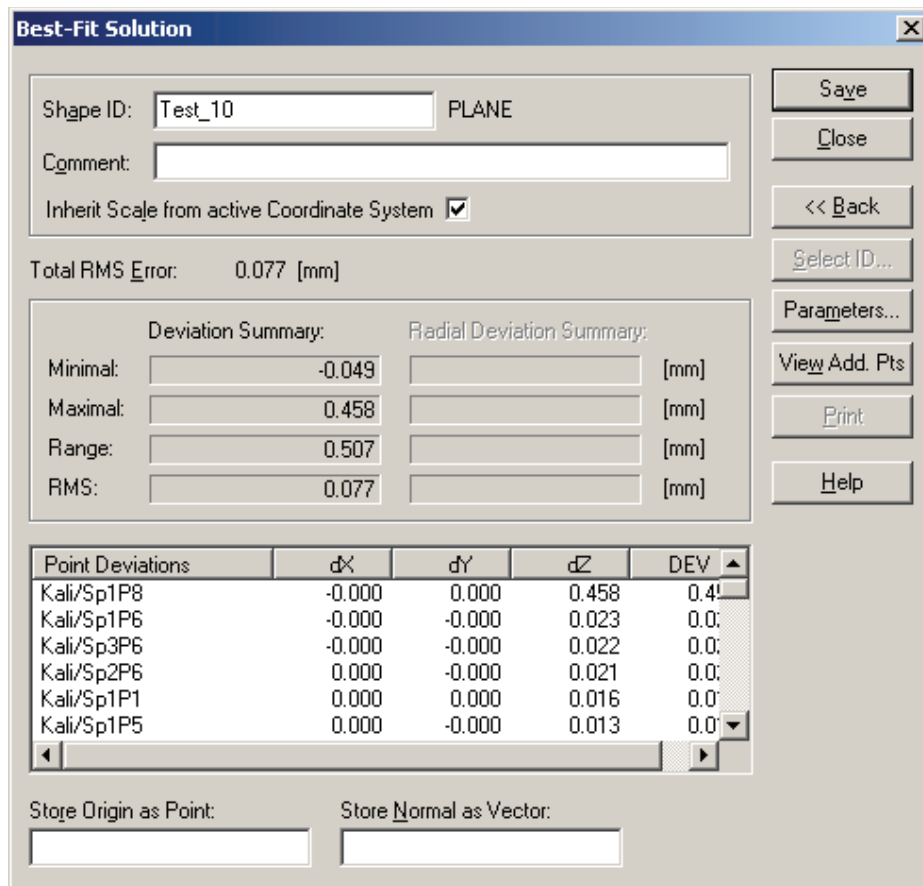 Best-Fit Solution
Shape ID: Test_10 PLANE
Comment:
Inherit Scale from active Coordinate System
Total RMS Error: 0.077 [mm]
Deviation Summary: Radial Deviation Summary:
Minimal: -0.049 [mm]
Maximal: 0.458 [mm]
Range: 0.507 [mm]
RMS: 0.077 [mm]
Point Deviations dX dY dZ DEV
Kali/Sp1P8 -0.000 0.000 0.458
Kali/Sp1P6 -0.000 -0.000 0.023
Kali/Sp3P6 -0.000 -0.000 0.022
Kali/Sp2P6 0.000 -0.000 0.021
Kali/Sp1P1 0.000 0.000 0.016
Kali/Sp1P5 0.000 -0.000 0.013
Store Origin as Point: Store Normal as Vector:
Save
Close
<< Back
Select ID...
Parameters...
View Add. Pts
Print
Help